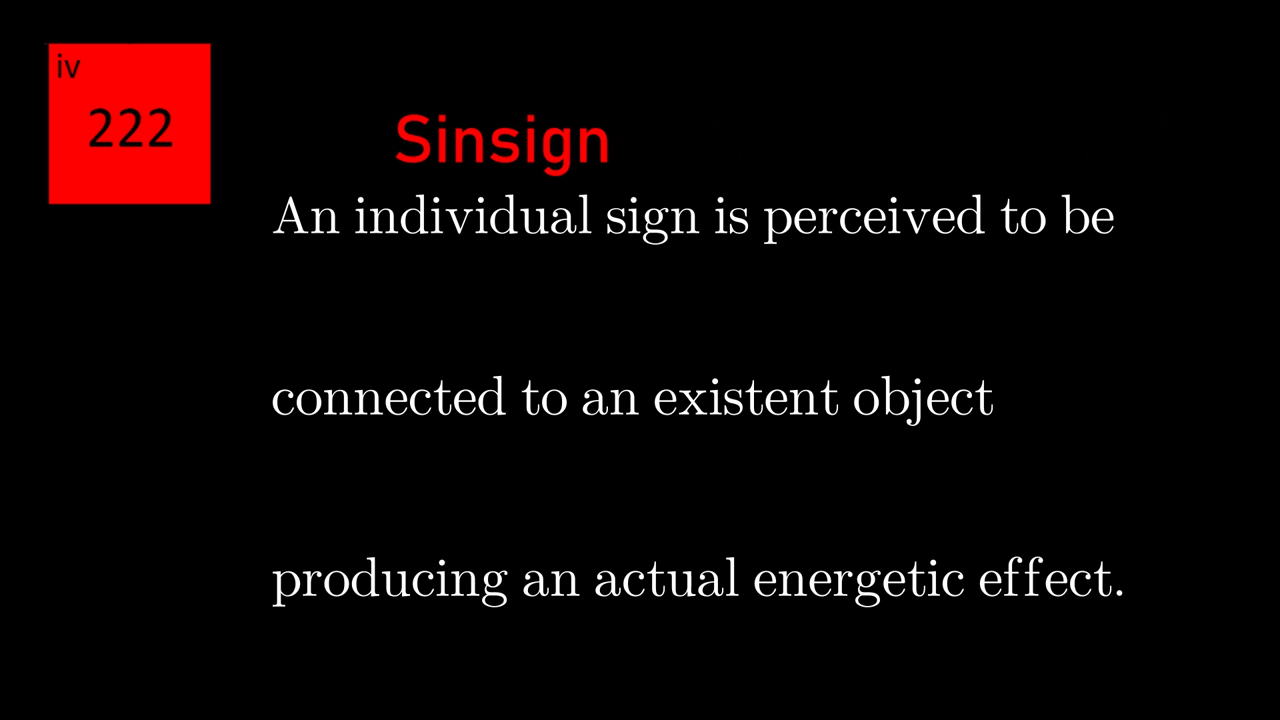 iv
222
Sinsign
An individual sign is perceived to be
connected to an existent object
producing an actual energetic effect.